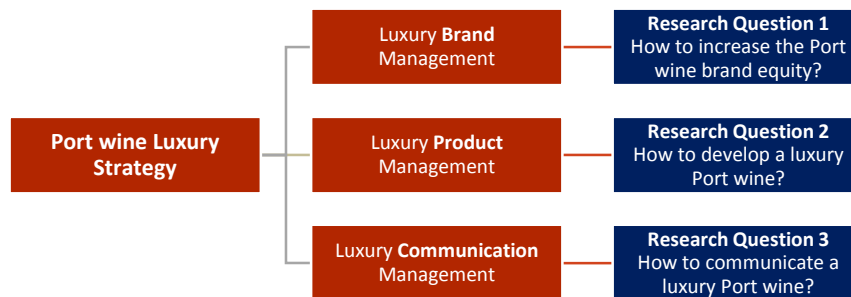 Port wine Luxury
Strategy
Luxury Brand
Management
Research Question 1
How to increase the Port
wine brand equity?
Luxury Product
Management
Research Question 2
How to develop a luxury
Port wine?
Luxury Communication
Management
Research Question 3
How to communicate a
luxury Port wine?